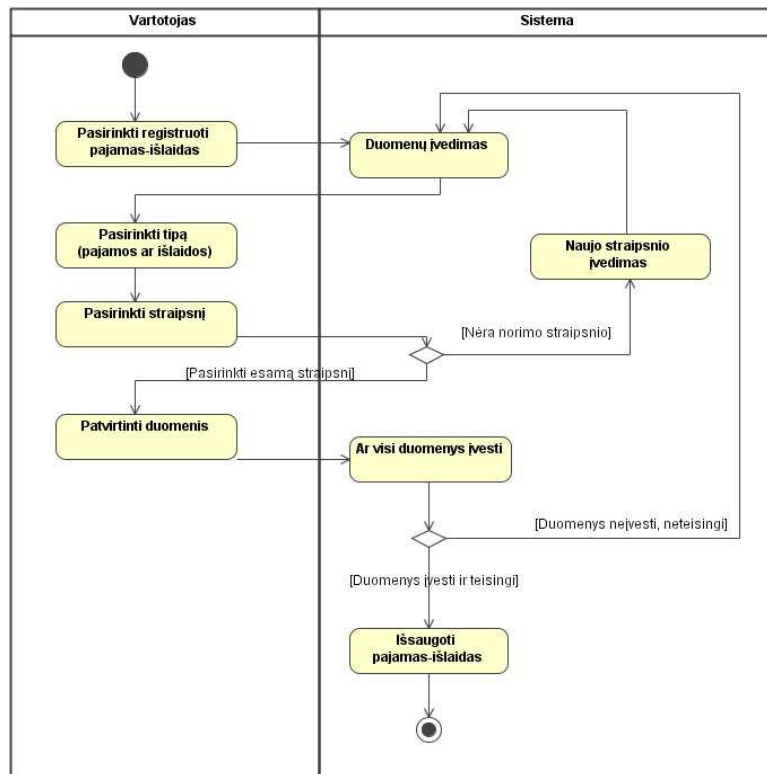 Vartotojas
Sistema
Pasirinkti registruoti
pajamas-išlaidas
Duomenų įvedimas
Pasirinkti tipą
(pajamos ar išlaidos)
Naujo straipsnio
įvedimas
Pasirinkti straipsnį
[Nėra norimo straipsnio]
[Pasirinkti esamą straipsnį]
Patvirtinti duomenis
Ar visi duomenys įvesti
[Duomenys neįvesti, neteisingi]
[Duomenys įvesti ir teisingi]
Išsaugoti
pajamas-išlaidas